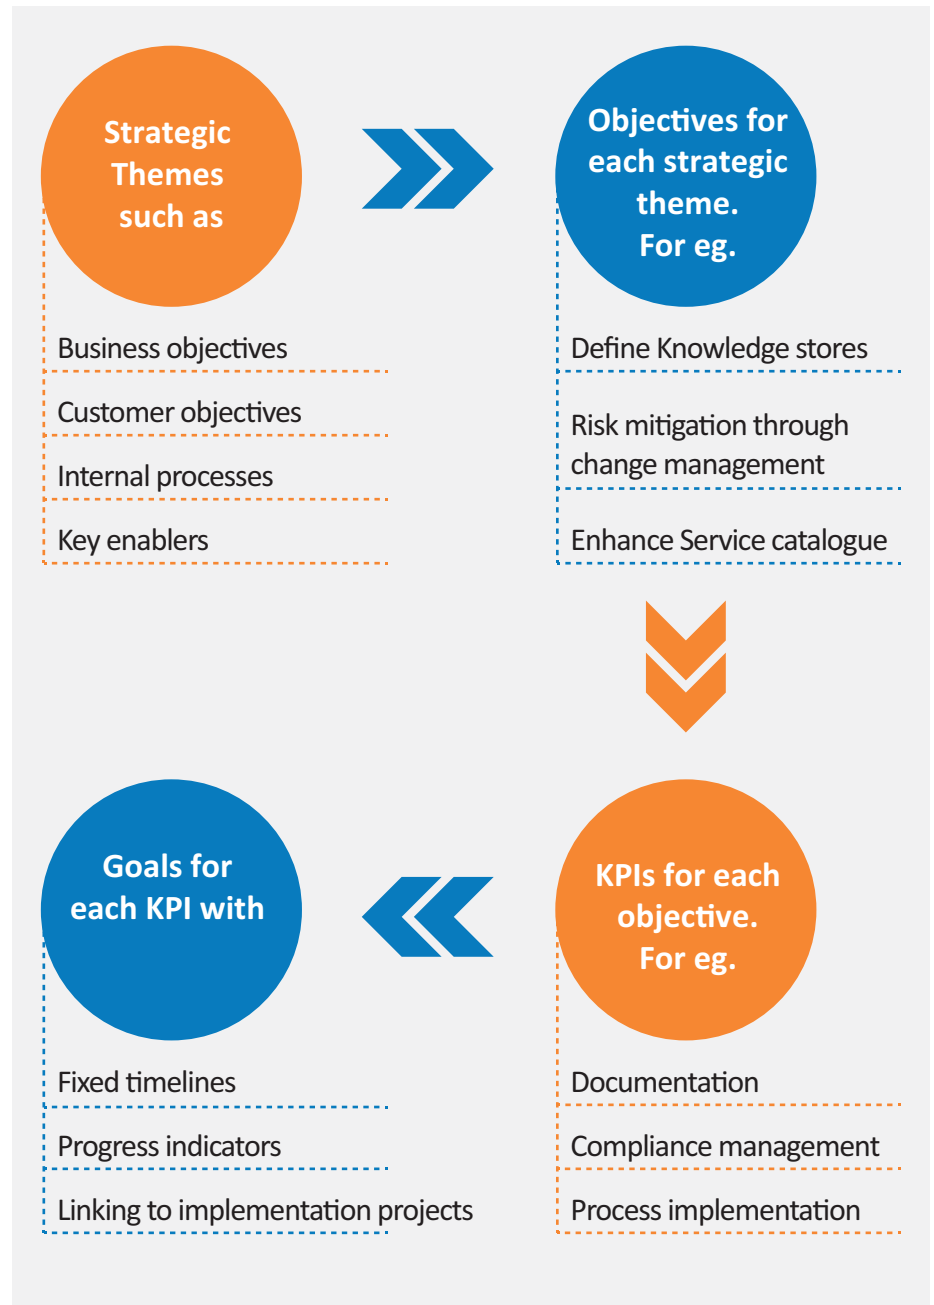 Strategic
Themes
such as
Business objectives
Customer objectives
Internal processes
Key enablers
Objectives for
each strategic
theme.
For eg.
Define Knowledge stores
Risk mitigation through
change management
Enhance Service catalogue
KPIs for each
objective.
For eg.
Documentation
Compliance management
Process implementation
Goals for
each KPI with
Fixed timelines
Progress indicators
Linking to implementation projects